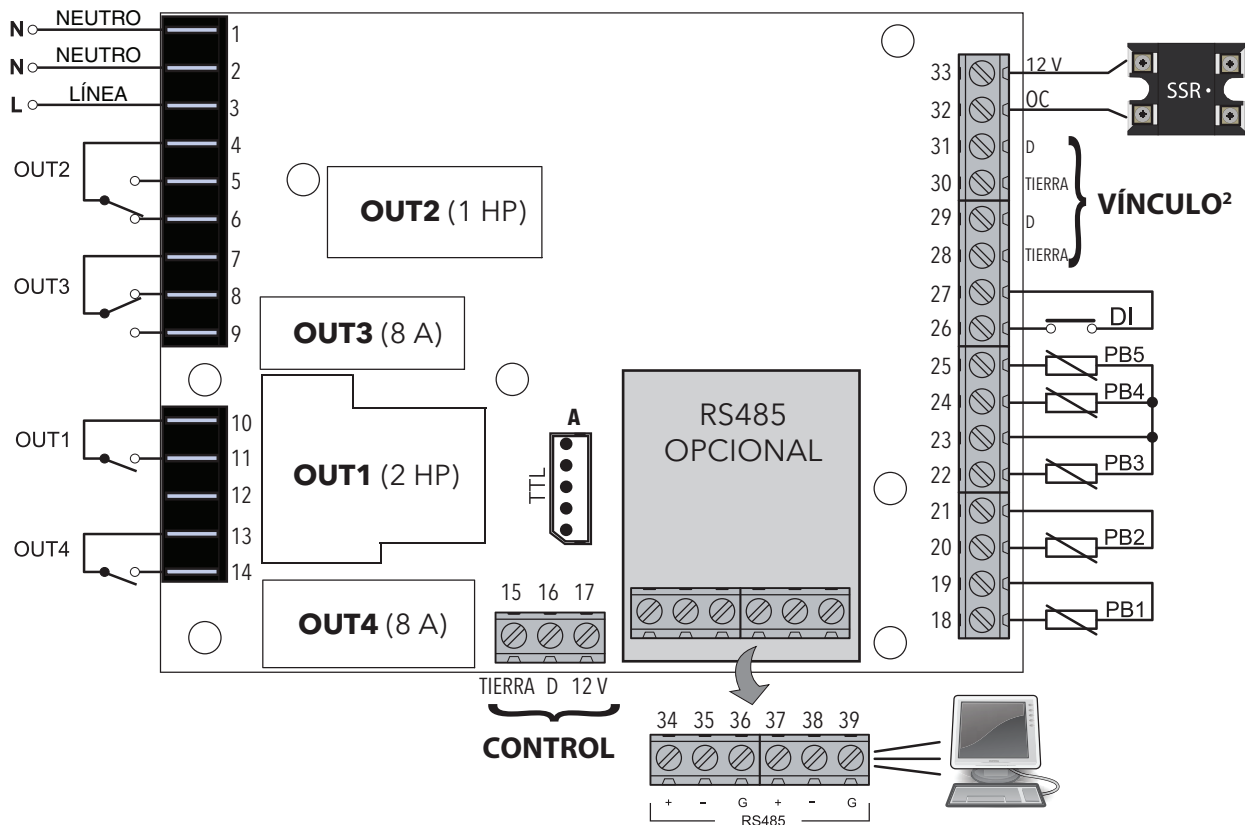 N NEUTRO 1
N NEUTRO 2
L LÍNEA 3
4
OUT2 5
6
7
OUT3 8
9
OUT2 (1 HP)
OUT3 (8 A)
10
OUT1 11
12
13
OUT4 14
OUT1 (2 HP)
OUT4 (8 A)
A
TTL
15 16 17
TIERRA D 12 V
CONTROL
RS485
OPCIONAL
34 35 36 37 38 39
+ − G + − G
RS485
33 12 V
32 OC
SSR
31 D
30 TIERRA
29 D
28 TIERRA
VÍNCULO²
27
26 DI
25 PB5
24 PB4
23
22 PB3
21
20 PB2
19
18 PB1